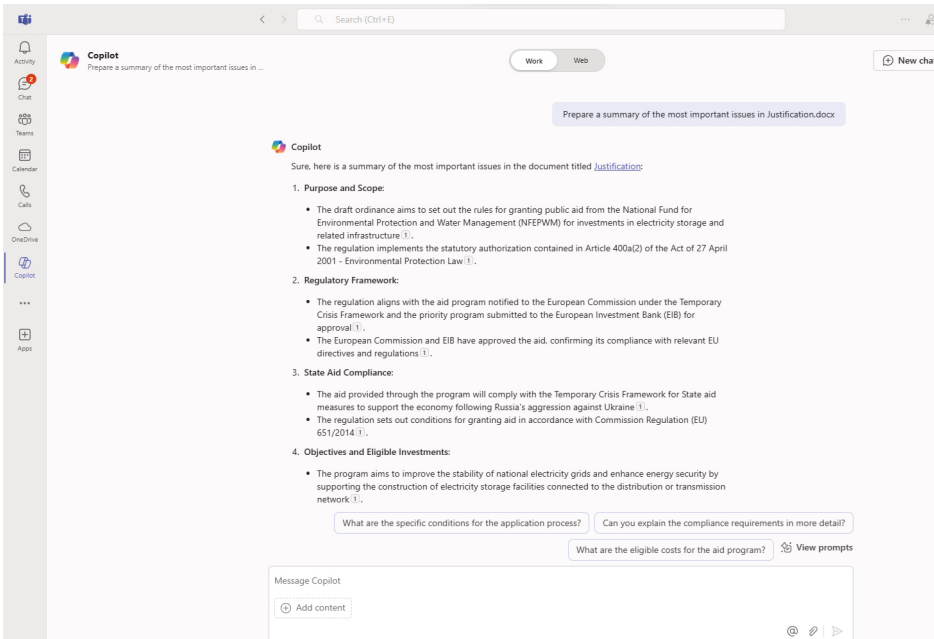 Search (Ctrl+E)
Activity
2
Chat
Teams
Calendar
Calls
OneDrive
Copilot
Apps
Copilot
Prepare a summary of the most important issues in ...
Work
Web
New chat
Prepare a summary of the most important issues in Justification.docx
Copilot
Sure, here is a summary of the most important issues in the document titled Justification:
1. Purpose and Scope:
• The draft ordinance aims to set out the rules for granting public aid from the National Fund for
Environmental Protection and Water Management (NFEPWM) for investments in electricity storage and
related infrastructure 1 .
• The regulation implements the statutory authorization contained in Article 400a(2) of the Act of 27 April
2001 - Environmental Protection Law 1 .
2. Regulatory Framework:
• The regulation aligns with the aid program notified to the European Commission under the Temporary
Crisis Framework and the priority program submitted to the European Investment Bank (EIB) for
approval 1 .
• The European Commission and EIB have approved the aid, confirming its compliance with relevant EU
directives and regulations 1 .
3. State Aid Compliance:
• The aid provided through the program will comply with the Temporary Crisis Framework for State aid
measures to support the economy following Russia's aggression against Ukraine 1 .
• The regulation sets out conditions for granting aid in accordance with Commission Regulation (EU)
651/2014 1 .
4. Objectives and Eligible Investments:
• The program aims to improve the stability of national electricity grids and enhance energy security by
supporting the construction of electricity storage facilities connected to the distribution or transmission
network 1 .
What are the specific conditions for the application process?
Can you explain the compliance requirements in more detail?
What are the eligible costs for the aid program?
View prompts
Message Copilot
Add content